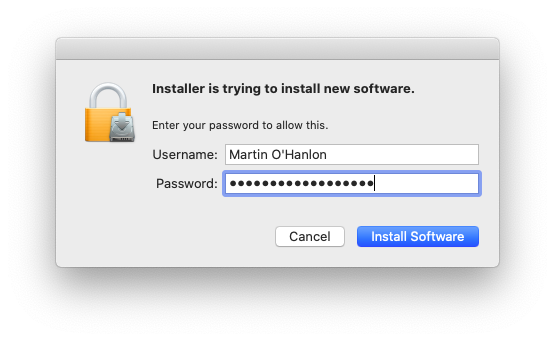 Installer is trying to install new software.
Enter your password to allow this.
Username: Martin O'Hanlon
Password: ••••••••••••••••••
Cancel Install Software